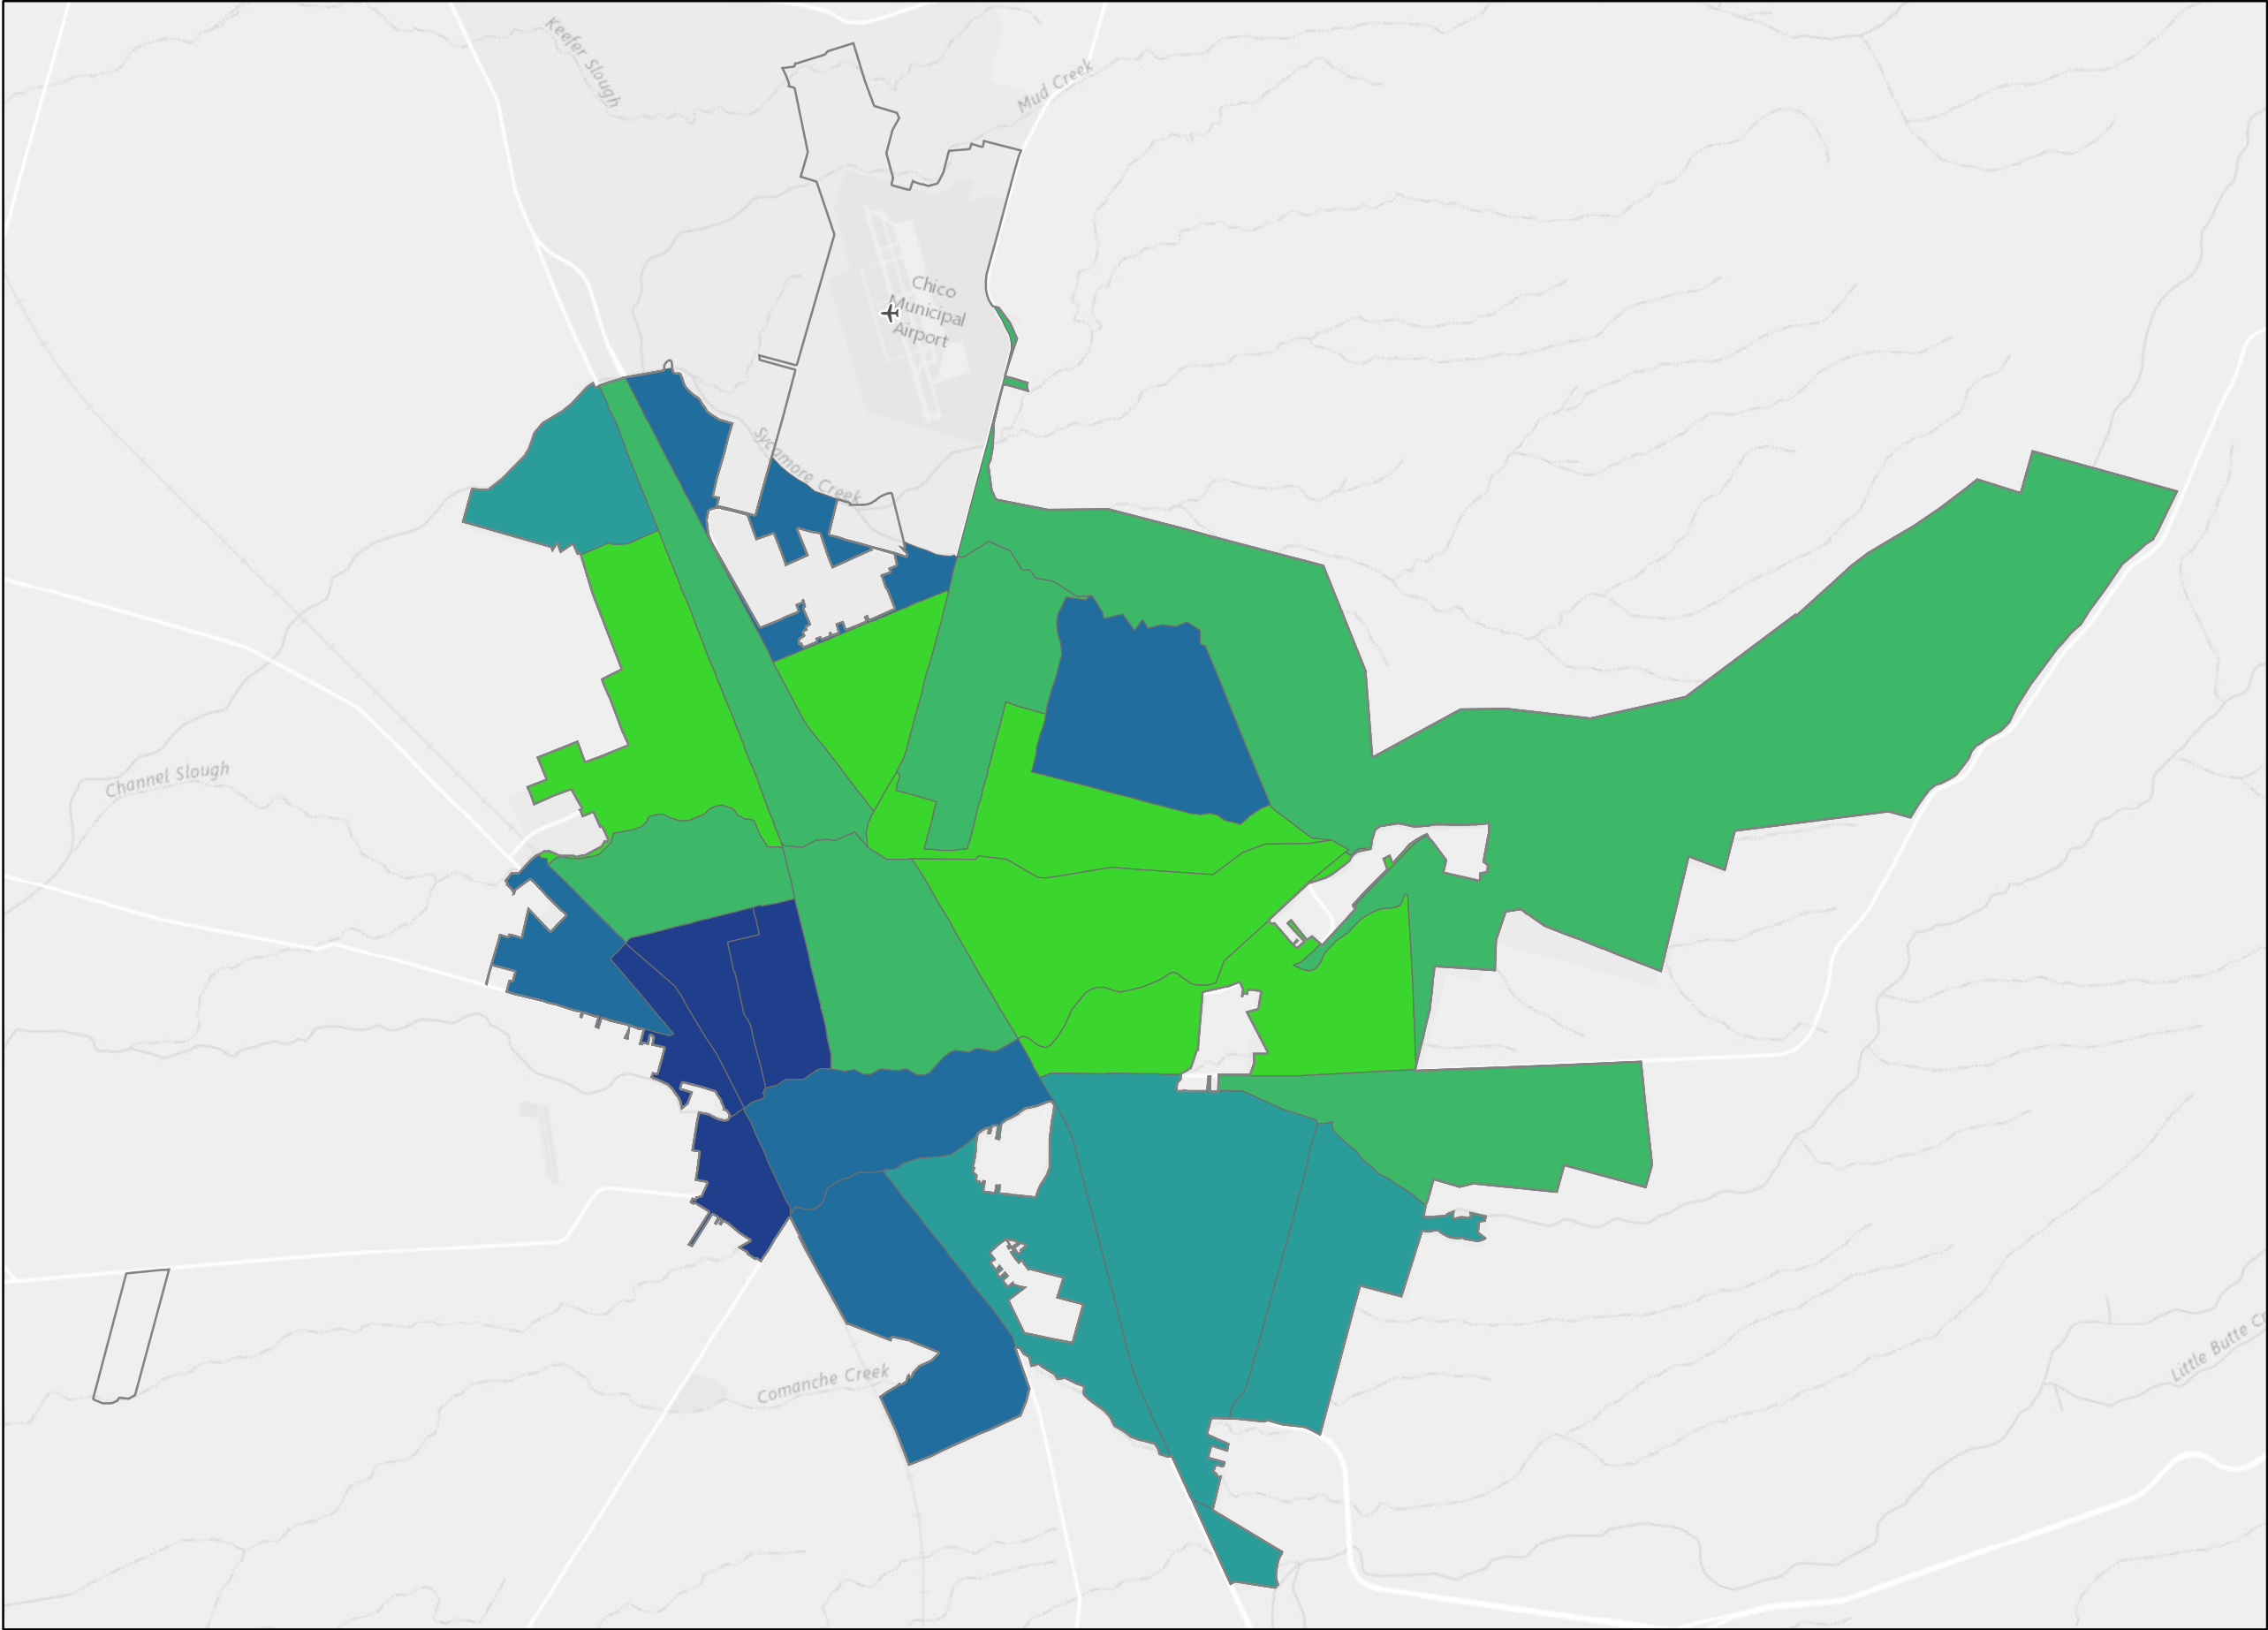 Keefer Slough
Mud Creek
Chico
Municipal
Airport
Sycamore Creek
Channel Slough
Comanche Creek
Little Butte C